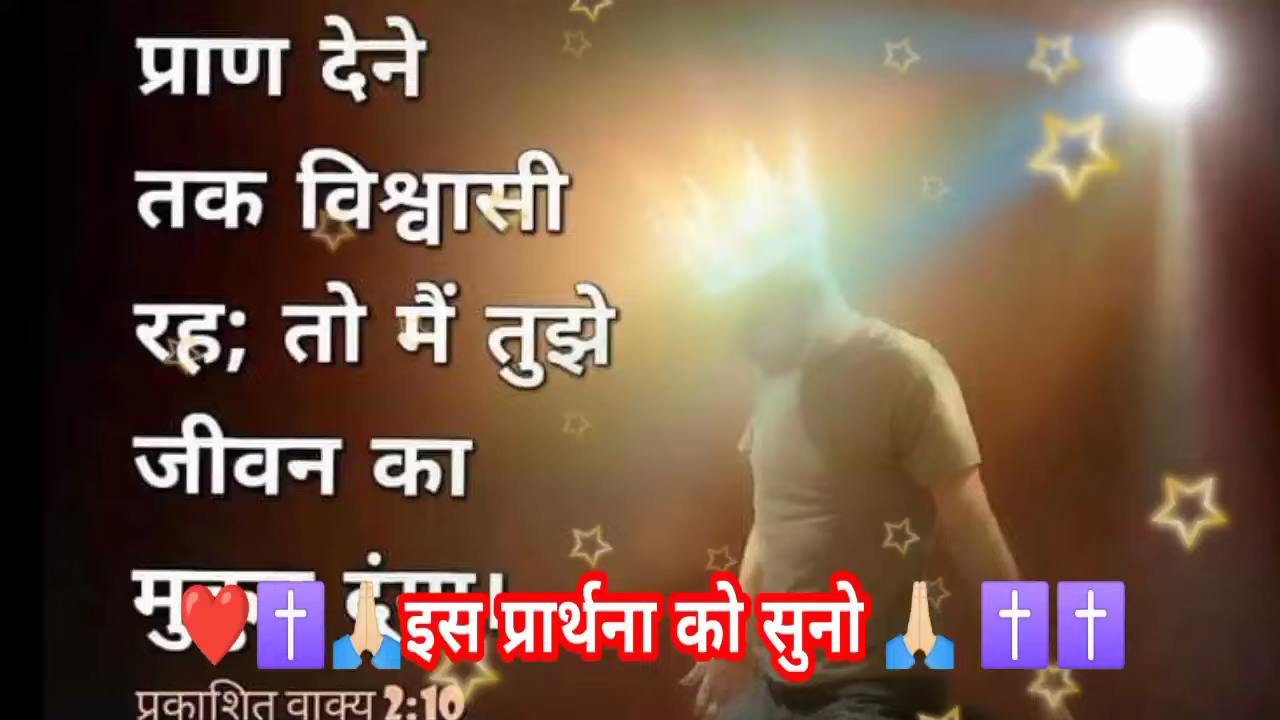 प्राण देने
तक विश्वासी
रह; तो मैं तुझे
जीवन का
❤️✝️🙏🏻इस प्रार्थना को सुनो 🙏🏻 ✝️✝️
प्रकाशित वाक्य 2:10